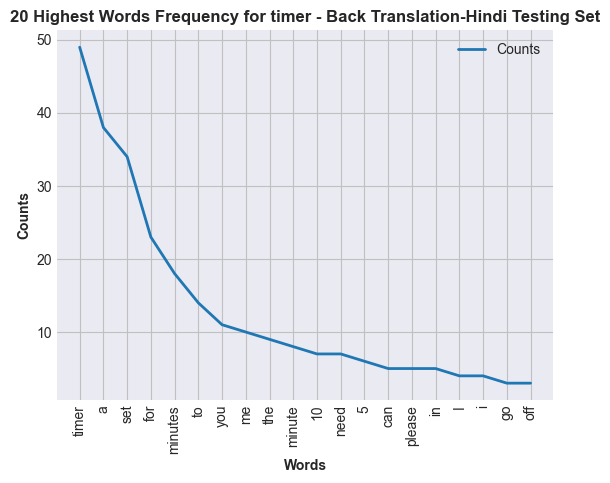 20 Highest Words Frequency for timer - Back Translation-Hindi Testing Set
Counts
50
40
30
20
10
Counts
timer
a
set
for
minutes
to
you
me
the
minute
10
need
5
can
please
in
I
i
go
off
Words